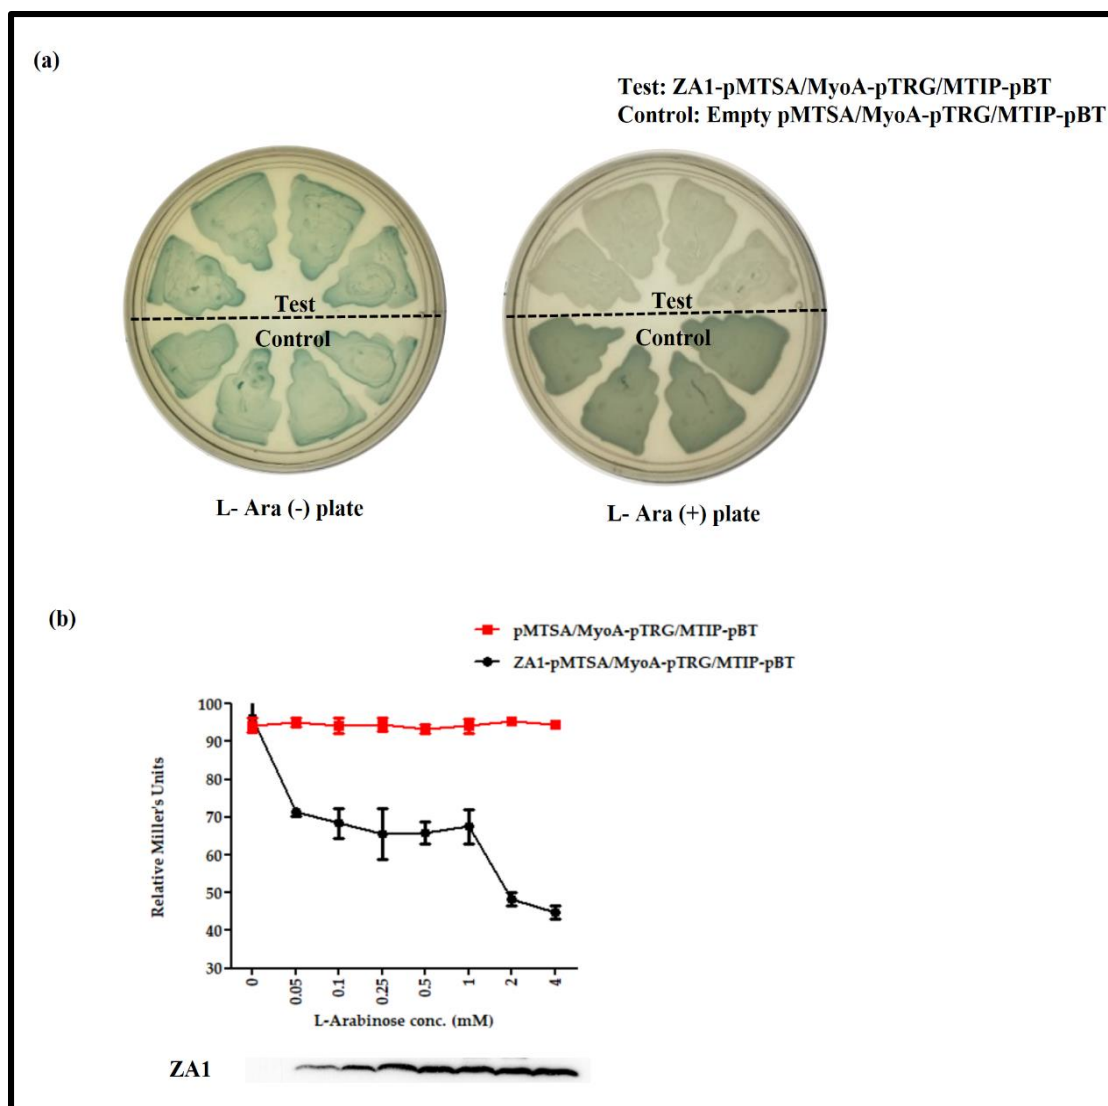 (a)
Test: ZA1-pMTSA/MyoA-pTRG/MTIP-pBT
Control: Empty pMTSA/MyoA-pTRG/MTIP-pBT
Test
Control
Test
Control
L- Ara (-) plate
L- Ara (+) plate
(b)
pMTSA/MyoA-pTRG/MTIP-pBT
ZA1-pMTSA/MyoA-pTRG/MTIP-pBT
100
90
80
70
60
50
40
30
Relative Miller's Units
0 0.05 0.1 0.25 0.5 1 2 4
L-Arabinose conc. (mM)
ZA1